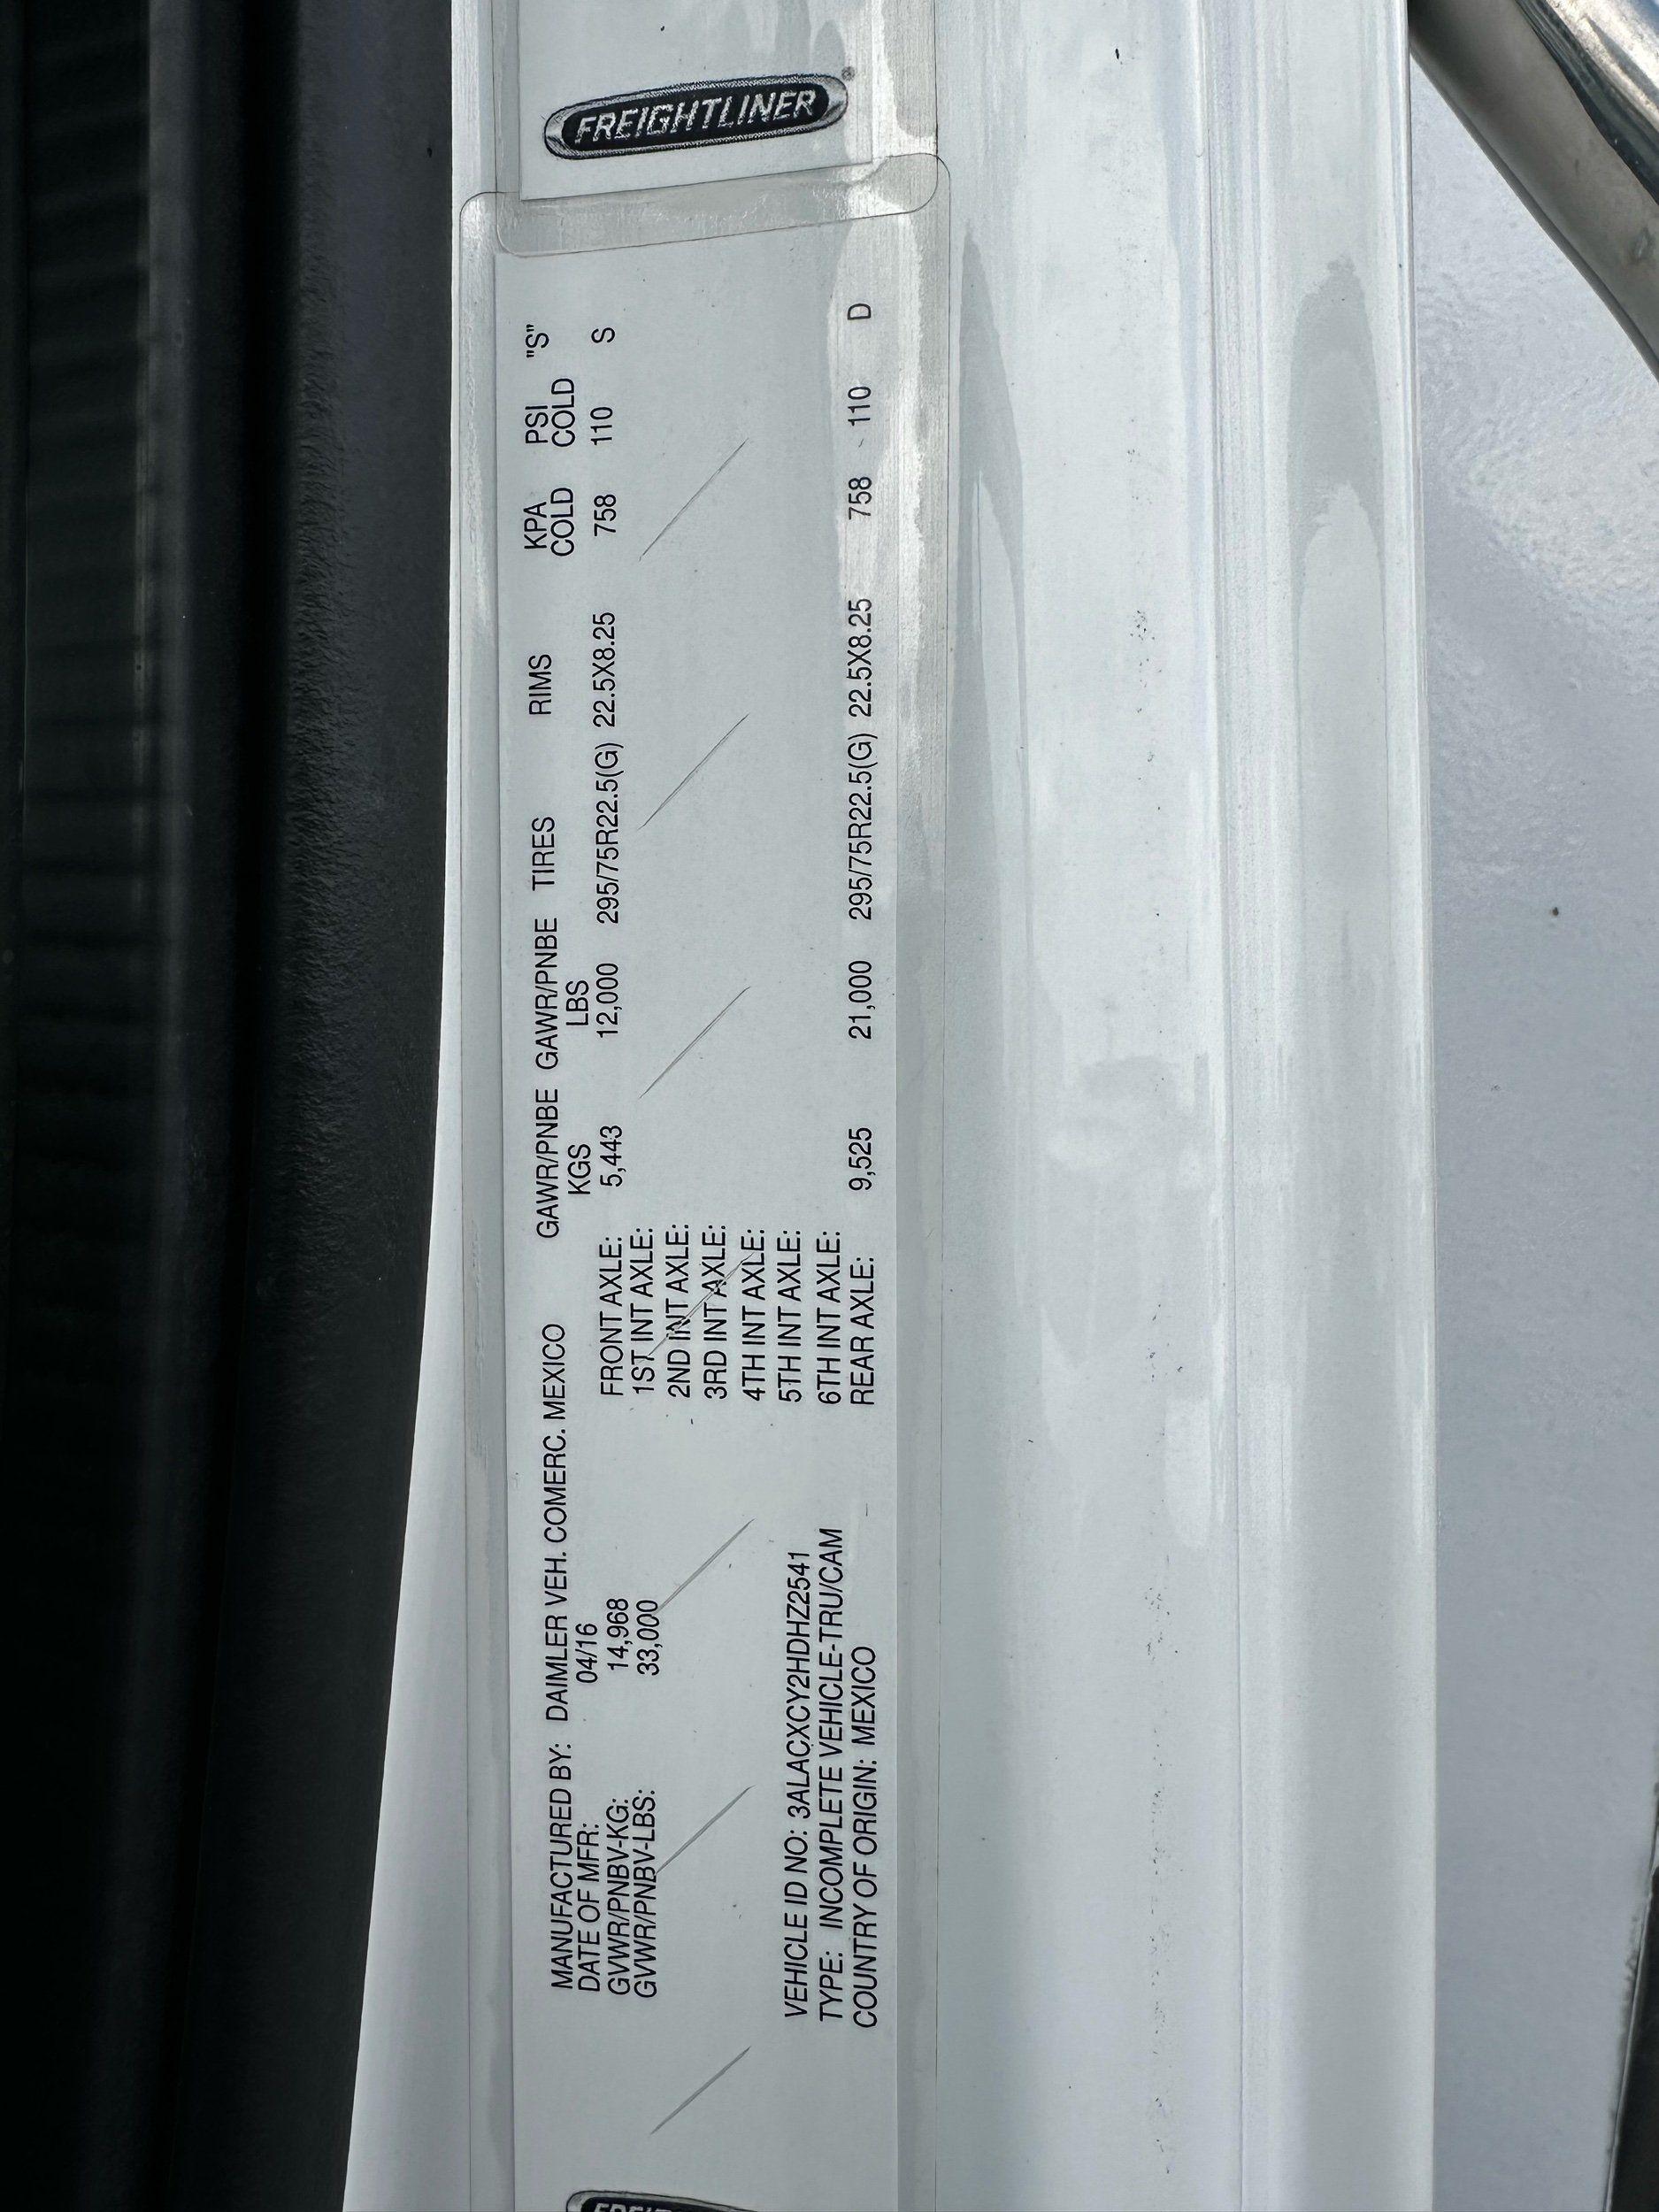 FREIGHTLINER®
MANUFACTURED BY: DAIMLER VEH. COMERC. MEXICO
DATE OF MFR: 04/16
GVWR/PNBV-KG: 14,968
GVWR/PNBV-LBS: 33,000
VEHICLE ID NO: 3ALACXCY2HDHZ2541
TYPE: INCOMPLETE VEHICLE-TRU/CAM
COUNTRY OF ORIGIN: MEXICO
GAWR/PNBE GAWR/PNBE TIRES RIMS KPA PSI "S"
KGS LBS COLD COLD
FRONT AXLE: 5,443 12,000 295/75R22.5(G) 22.5X8.25 758 110 S
1ST INT AXLE:
2ND INT AXLE:
3RD INT AXLE:
4TH INT AXLE:
5TH INT AXLE:
6TH INT AXLE:
REAR AXLE: 9,525 21,000 295/75R22.5(G) 22.5X8.25 758 110 D